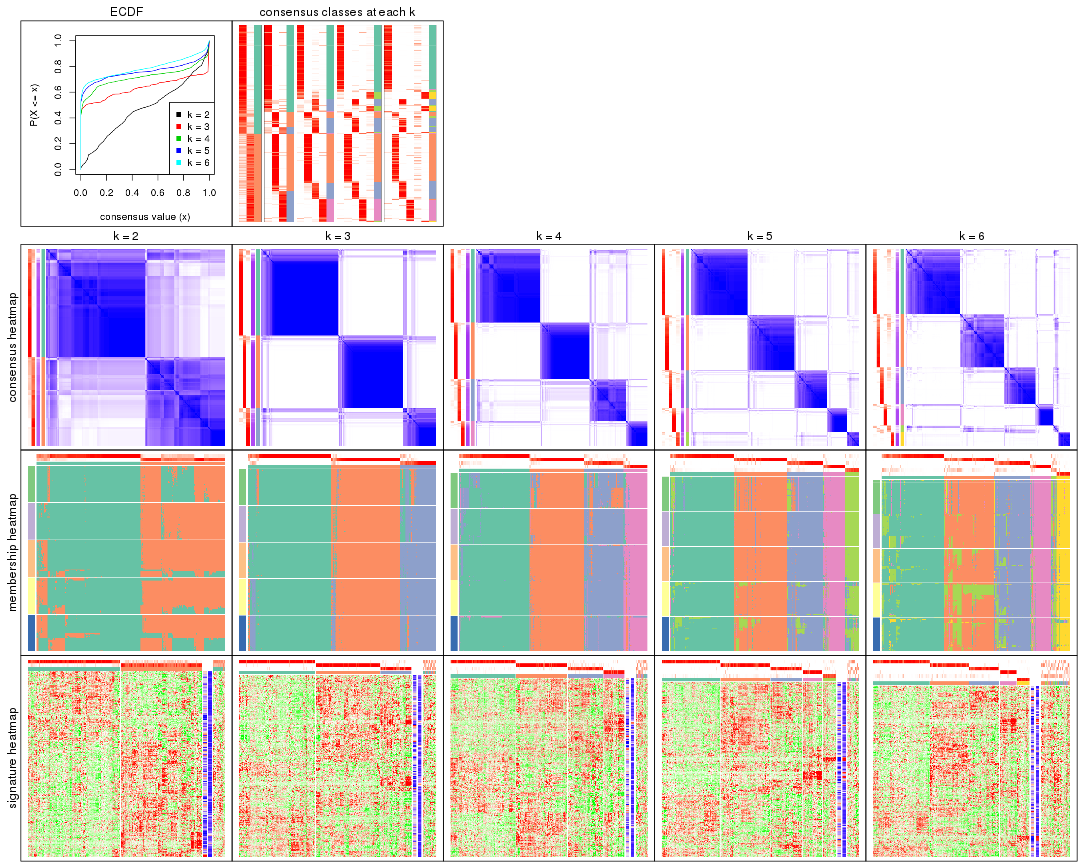 ECDF
consensus classes at each k
P(X <= x)
0.0 0.2 0.4 0.6 0.8 1.0
k = 2
k = 3
k = 4
k = 5
k = 6
0.0 0.2 0.4 0.6 0.8 1.0
consensus value (x)
k = 2
k = 3
k = 4
k = 5
k = 6
consensus heatmap
membership heatmap
signature heatmap